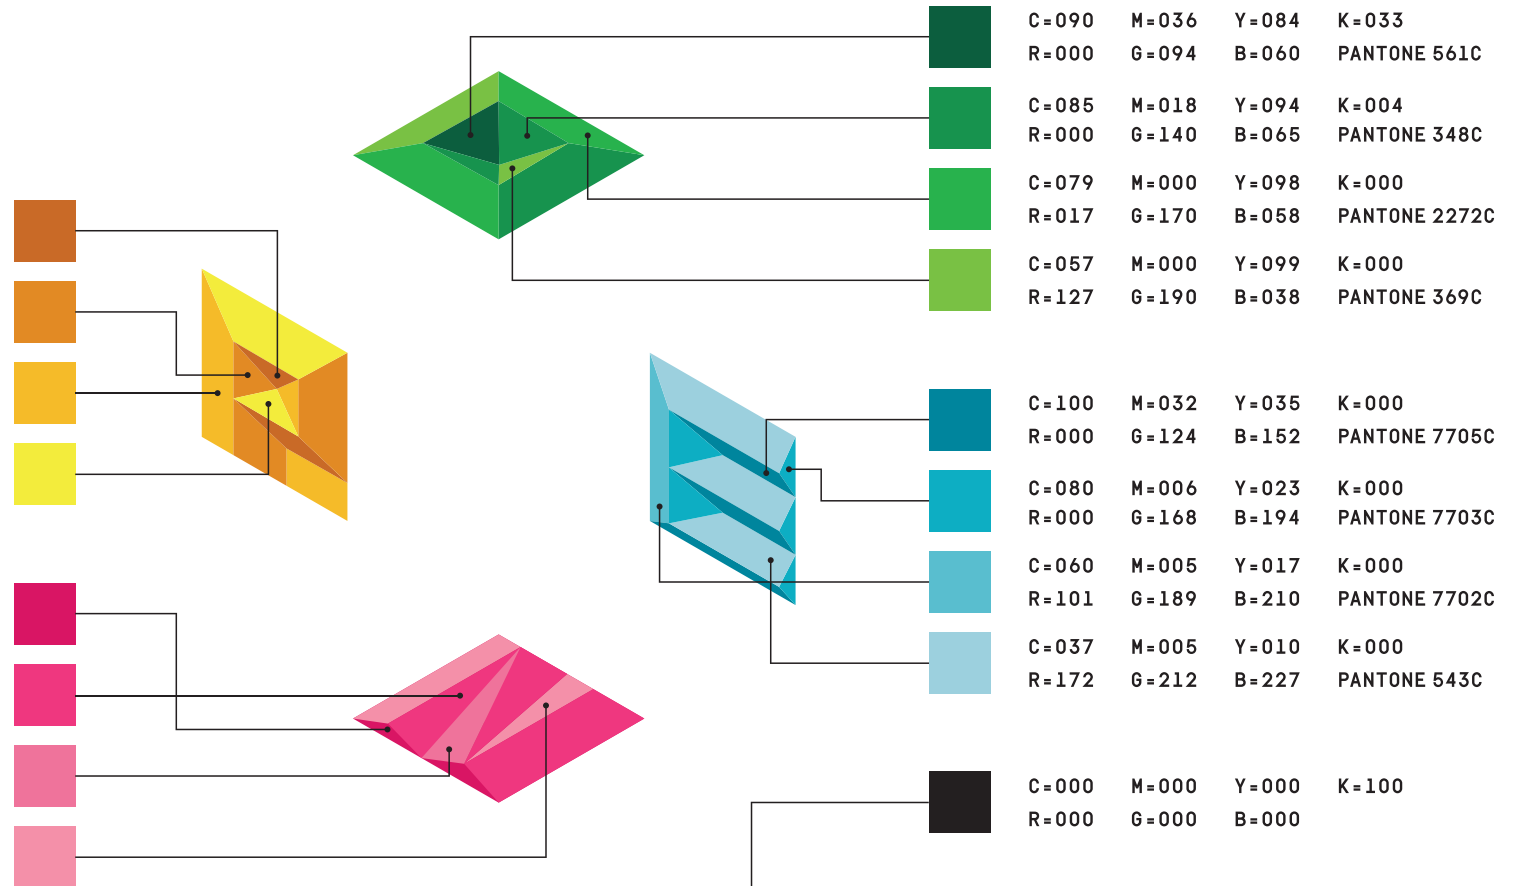 C=090 M=036 Y=084 K=033
R=000 G=094 B=060 PANTONE 561C
C=085 M=018 Y=094 K=004
R=000 G=140 B=065 PANTONE 348C
C=079 M=000 Y=098 K=000
R=017 G=170 B=058 PANTONE 2272C
C=057 M=000 Y=099 K=000
R=127 G=190 B=038 PANTONE 369C
C=100 M=032 Y=035 K=000
R=000 G=124 B=152 PANTONE 7705C
C=080 M=006 Y=023 K=000
R=000 G=168 B=194 PANTONE 7703C
C=060 M=005 Y=017 K=000
R=101 G=189 B=210 PANTONE 7702C
C=037 M=005 Y=010 K=000
R=172 G=212 B=227 PANTONE 543C
C=000 M=000 Y=000 K=100
R=000 G=000 B=000